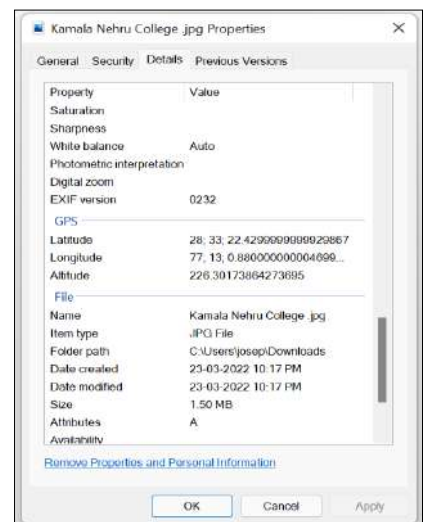 Kamala Nehru College .jpg Properties
General Security Details Previous Versions
Property Value
Saturation
Sharpness
White balance Auto
Photometric interpretation
Digital zoom
EXIF version 0232
GPS
Latitude 28; 33; 22.4299999999929867
Longitude 77; 13; 0.880000000004699...
Altitude 226.30173864273695
File
Name Kamala Nehru College .jpg
Item type JPG File
Folder path C:\Users\josep\Downloads
Date created 23-03-2022 10:17 PM
Date modified 23-03-2022 10:17 PM
Size 1.50 MB
Attributes A
Availability
Remove Properties and Personal Information
OK Cancel Apply